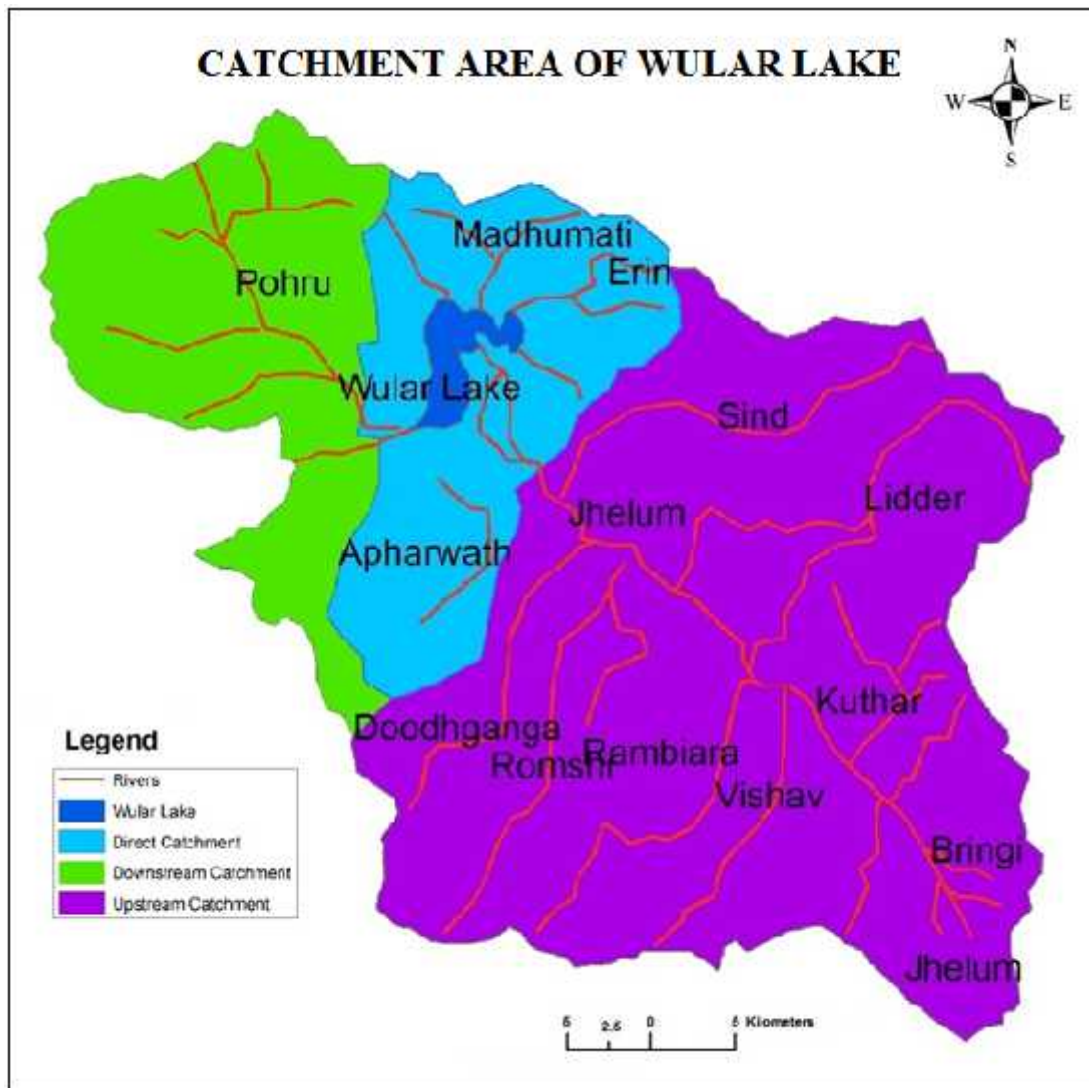 CATCHMENT AREA OF WULAR LAKE
N
W E
S
Madhumati
Erin
Pohru
Wular Lake
Sind
Lidder
Jhelum
Apharwath
Kuthar
Doodhganga
Romshi
Rambiara
Vishav
Bringi
Jhelum
Legend
Rivers
Wular Lake
Direct Catchment
Downstream Catchment
Upstream Catchment
5 2.5 0 5 Kilometers